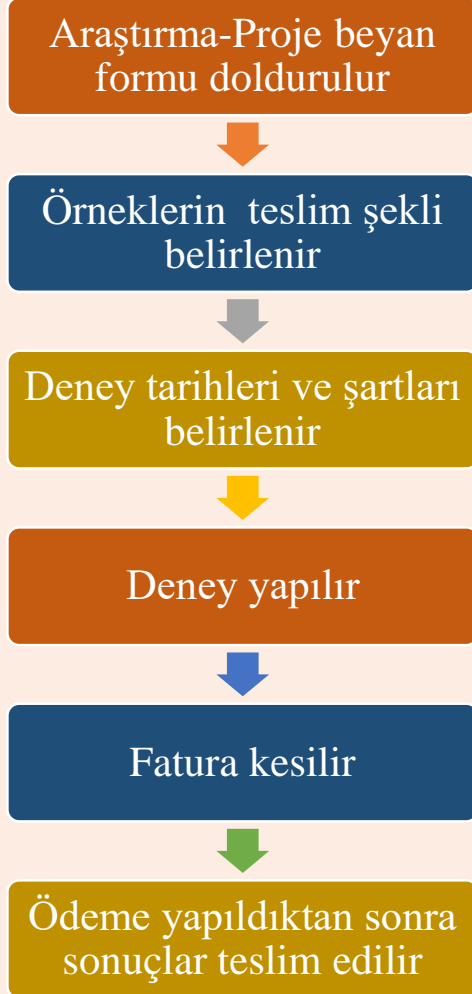 Araştırma-Proje beyan
formu doldurulur
Örneklerin teslim şekli
belirlenir
Deney tarihleri ve şartları
belirlenir
Deney yapılır
Fatura kesilir
Ödeme yapıldıktan sonra
sonuçlar teslim edilir